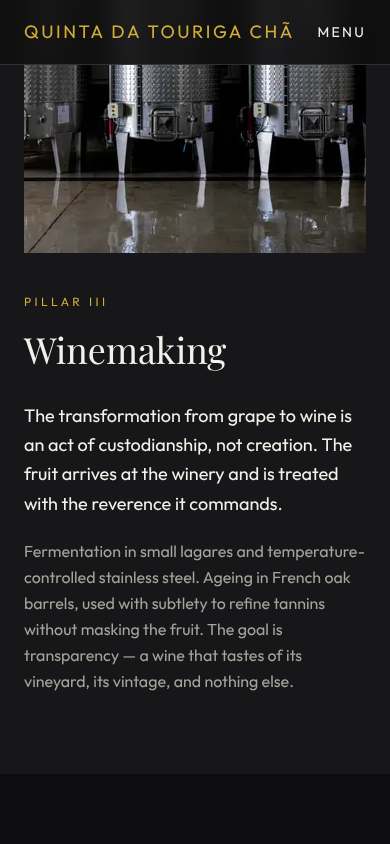 QUINTA DA TOURIGA CHÃ
MENU
PILLAR III
Winemaking
The transformation from grape to wine is
an act of custodianship, not creation. The
fruit arrives at the winery and is treated
with the reverence it commands.
Fermentation in small lagares and temperature-
controlled stainless steel. Ageing in French oak
barrels, used with subtlety to refine tannins
without masking the fruit. The goal is
transparency — a wine that tastes of its
vineyard, its vintage, and nothing else.